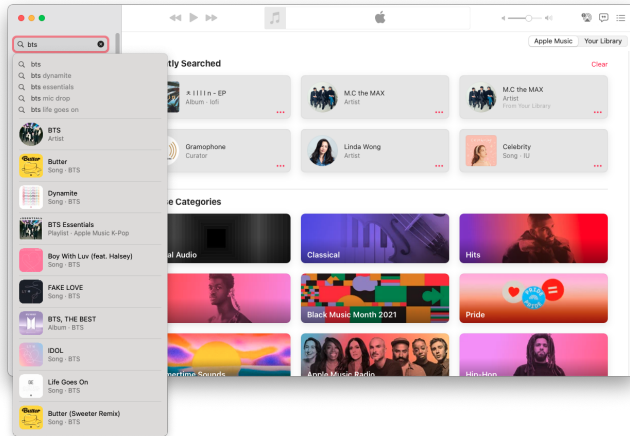 bts
bts
bts dynamite
bts essentials
bts mic drop
bts life goes on
BTS
Artist
Butter
Song · BTS
Dynamite
Song · BTS
BTS Essentials
Playlist · Apple Music K-Pop
Boy With Luv (feat. Halsey)
Song · BTS
FAKE LOVE
Song · BTS
BTS, THE BEST
Album · BTS
IDOL
Song · BTS
Life Goes On
Song · BTS
Butter (Sweeter Remix)
Song · BTS
Apple Music
Your Library
tly Searched
Clear
n - EP
Album · lofi
M.C the MAX
Artist
M.C the MAX
Artist
From Your Library
Gramophone
Curator
Linda Wong
Artist
Celebrity
Song · IU
se Categories
al Audio
Classical
Hits
Black Music Month 2021
Pride
mertime Sounds
Apple Music Radio
Hip-Hop